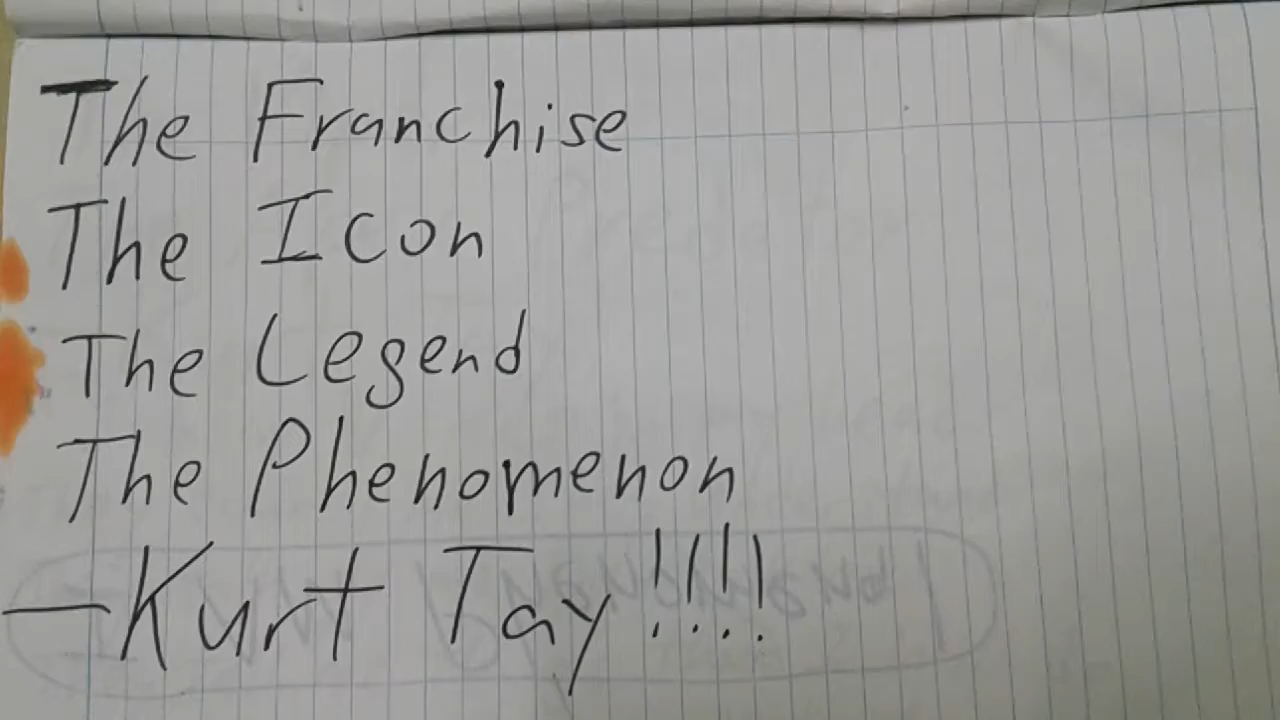 The Franchise
The Icon
The Legend
The Phenomenon
—Kurt Tay!!!!